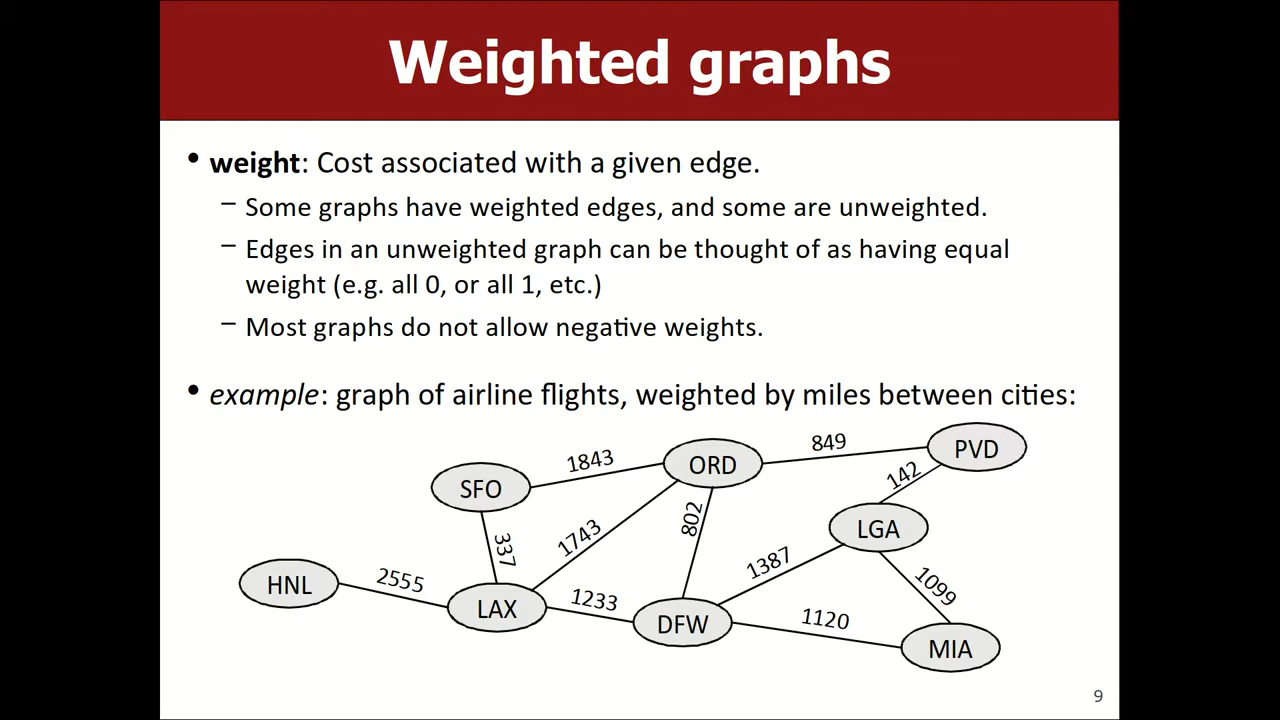 Weighted graphs
• weight: Cost associated with a given edge.
– Some graphs have weighted edges, and some are unweighted.
– Edges in an unweighted graph can be thought of as having equal
weight (e.g. all 0, or all 1, etc.)
– Most graphs do not allow negative weights.
• example: graph of airline flights, weighted by miles between cities:
849
PVD
1843
ORD
142
SFO
802
LGA
1743
337
1387
HNL
2555
1099
LAX
1233
DFW
1120
MIA
9